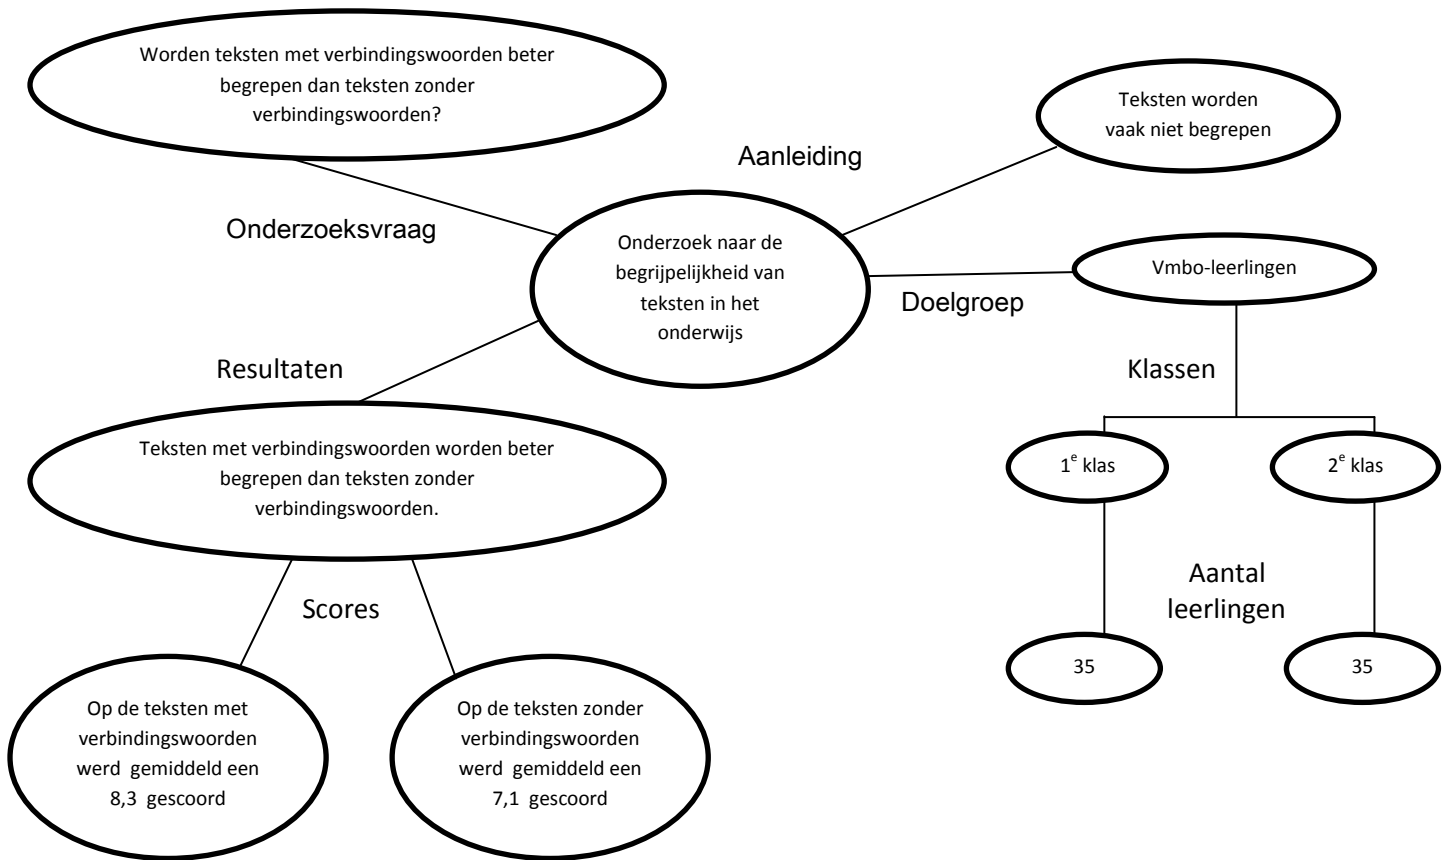 Worden teksten met verbindingswoorden beter
begrepen dan teksten zonder
verbindingswoorden?
Teksten worden
vaak niet begrepen
Aanleiding
Onderzoeksvraag
Onderzoek naar de
begrijpelijkheid van
teksten in het
onderwijs
Vmbo-leerlingen
Doelgroep
Resultaten
Klassen
Teksten met verbindingswoorden worden beter
begrepen dan teksten zonder
verbindingswoorden.
1e klas
2e klas
Scores
Aantal
leerlingen
35
35
Op de teksten met
verbindingswoorden
werd gemiddeld een
8,3 gescoord
Op de teksten zonder
verbindingswoorden
werd gemiddeld een
7,1 gescoord